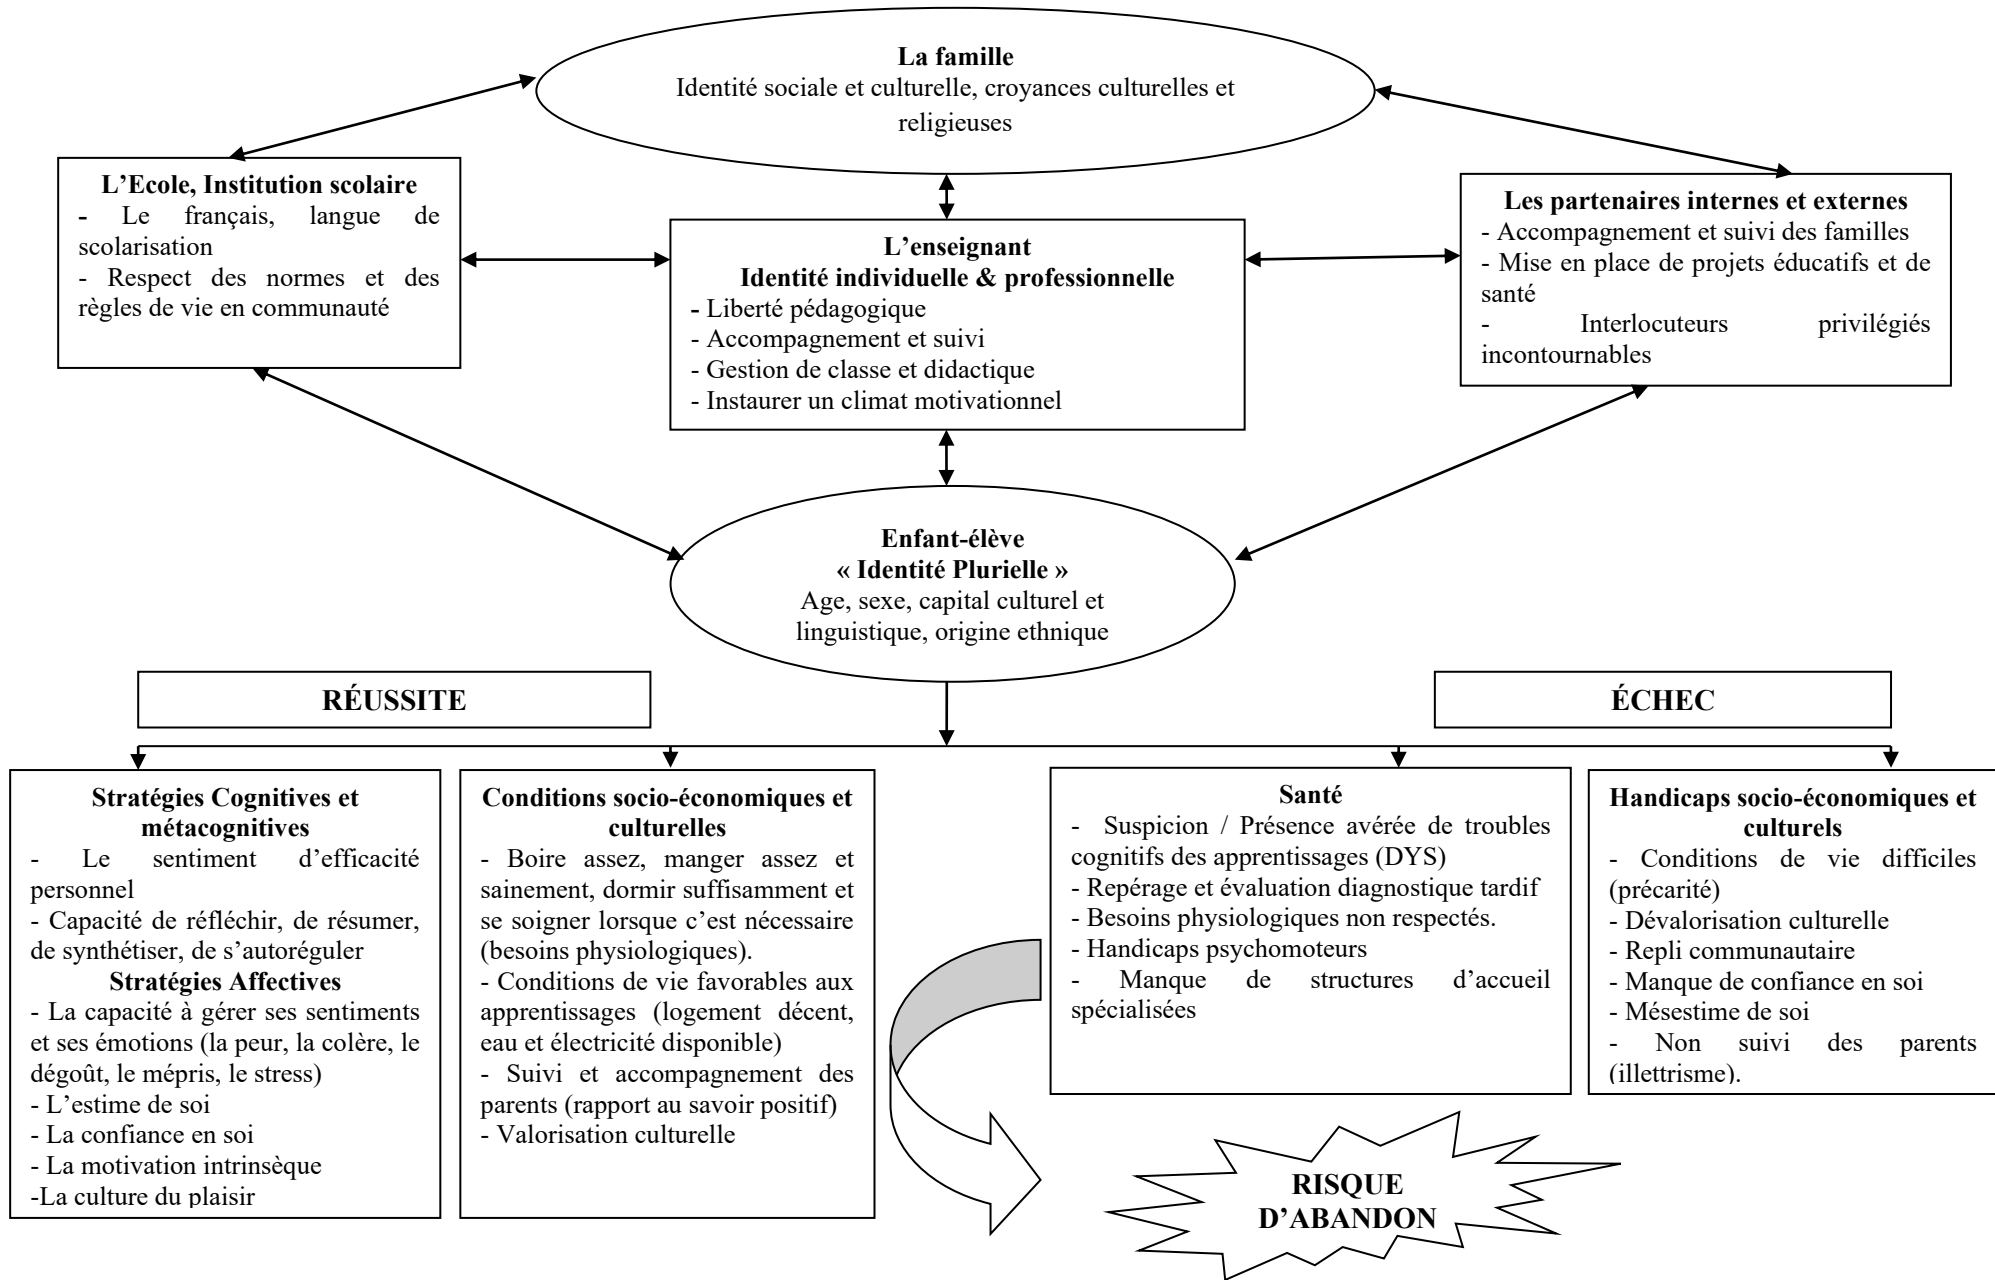 La famille
Identité sociale et culturelle, croyances culturelles et
religieuses
L’Ecole, Institution scolaire
- Le français, langue de
scolarisation
- Respect des normes et des
règles de vie en communauté
L’enseignant
Identité individuelle & professionnelle
- Liberté pédagogique
- Accompagnement et suivi
- Gestion de classe et didactique
- Instaurer un climat motivationnel
Les partenaires internes et externes
- Accompagnement et suivi des familles
- Mise en place de projets éducatifs et de
santé
- Interlocuteurs privilégiés
incontournables
Enfant-élève
« Identité Plurielle »
Age, sexe, capital culturel et
linguistique, origine ethnique
RÉUSSITE
ÉCHEC
Stratégies Cognitives et
métacognitives
- Le sentiment d’efficacité
personnel
- Capacité de réfléchir, de résumer,
de synthétiser, de s’autoréguler
Stratégies Affectives
- La capacité à gérer ses sentiments
et ses émotions (la peur, la colère, le
dégoût, le mépris, le stress)
- L’estime de soi
- La confiance en soi
- La motivation intrinsèque
-La culture du plaisir
Conditions socio-économiques et
culturelles
- Boire assez, manger assez et
sainement, dormir suffisamment et
se soigner lorsque c’est nécessaire
(besoins physiologiques).
- Conditions de vie favorables aux
apprentissages (logement décent,
eau et électricité disponible)
- Suivi et accompagnement des
parents (rapport au savoir positif)
- Valorisation culturelle
Santé
- Suspicion / Présence avérée de troubles
cognitifs des apprentissages (DYS)
- Repérage et évaluation diagnostique tardif
- Besoins physiologiques non respectés.
- Handicaps psychomoteurs
- Manque de structures d’accueil
spécialisées
Handicaps socio-économiques et
culturels
- Conditions de vie difficiles
(précarité)
- Dévalorisation culturelle
- Repli communautaire
- Manque de confiance en soi
- Mésestime de soi
- Non suivi des parents
(illettrisme).
RISQUE
D’ABANDON